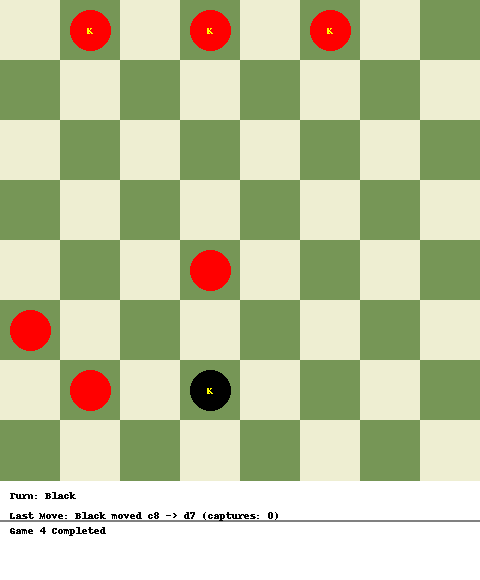 K K K
K
Turn: Black
Last Move: Black moved c8 -> d7 (captures: 0)
Game 4 Completed